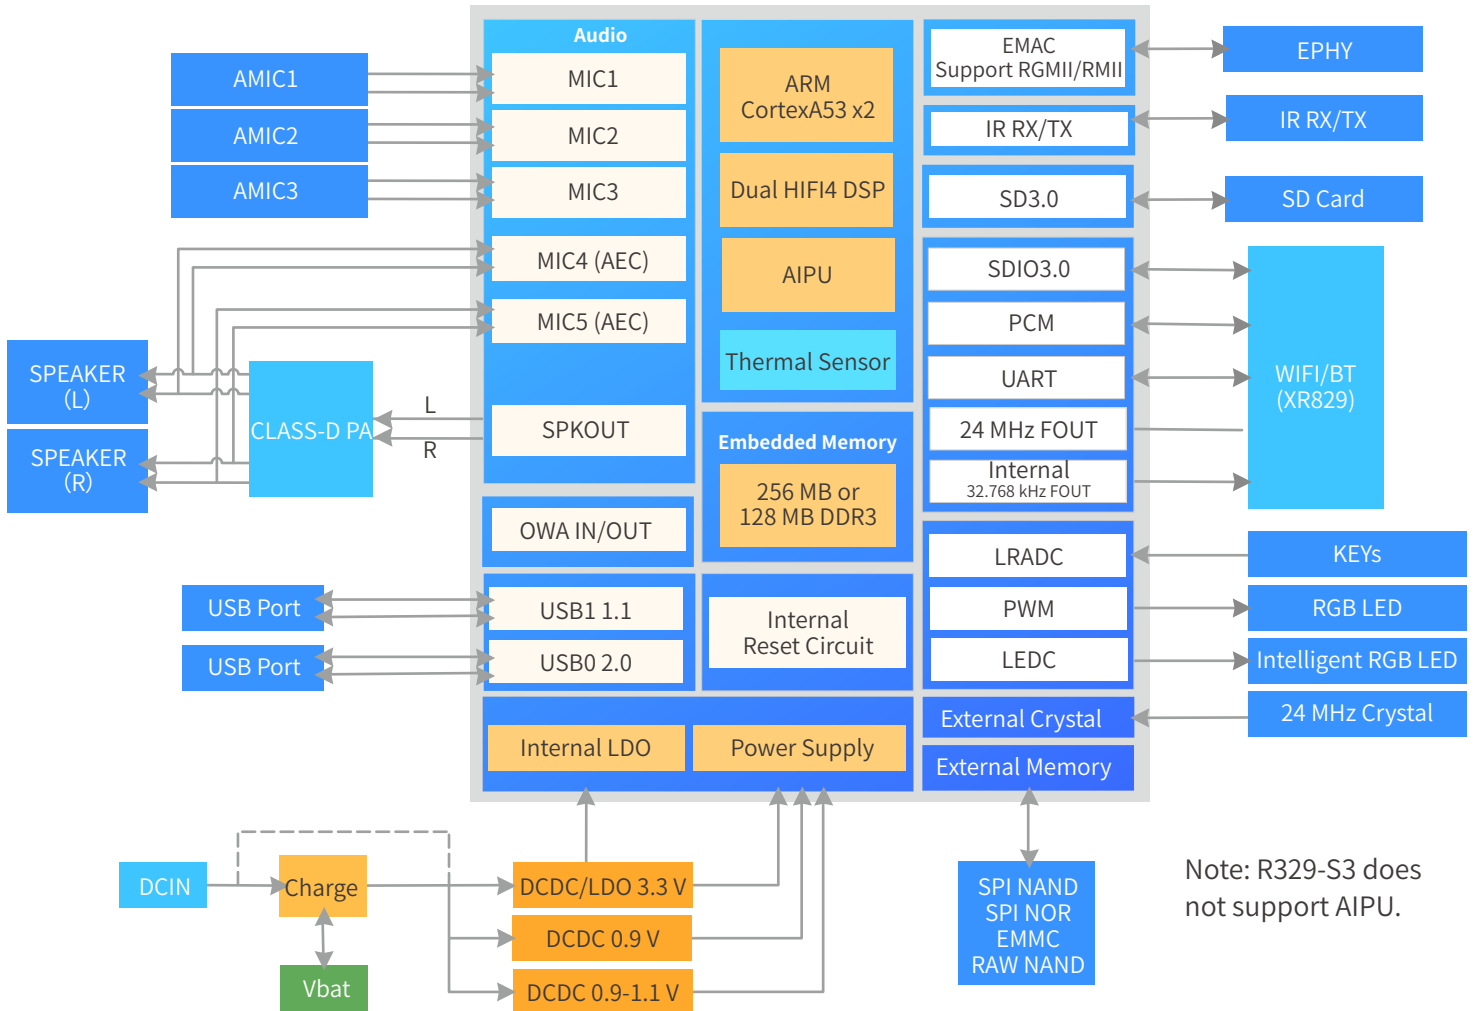 Audio
AMIC1
MIC1
AMIC2
MIC2
AMIC3
MIC3
MIC4 (AEC)
MIC5 (AEC)
SPEAKER
(L)
SPEAKER
(R)
CLASS-D PA
L
R
SPKOUT
OWA IN/OUT
USB Port
USB1 1.1
USB Port
USB0 2.0
ARM
CortexA53 x2
Dual HIFI4 DSP
AIPU
Thermal Sensor
Embedded Memory
256 MB or
128 MB DDR3
Internal
Reset Circuit
Internal LDO
Power Supply
EMAC
Support RGMII/RMII
EPHY
IR RX/TX
IR RX/TX
SD3.0
SD Card
SDIO3.0
PCM
UART
24 MHz FOUT
Internal
32.768 kHz FOUT
WIFI/BT
(XR829)
LRADC
KEYs
PWM
RGB LED
LEDC
Intelligent RGB LED
External Crystal
24 MHz Crystal
External Memory
DCIN
Charge
Vbat
DCDC/LDO 3.3 V
DCDC 0.9 V
DCDC 0.9-1.1 V
SPI NAND
SPI NOR
EMMC
RAW NAND
Note: R329-S3 does
not support AIPU.